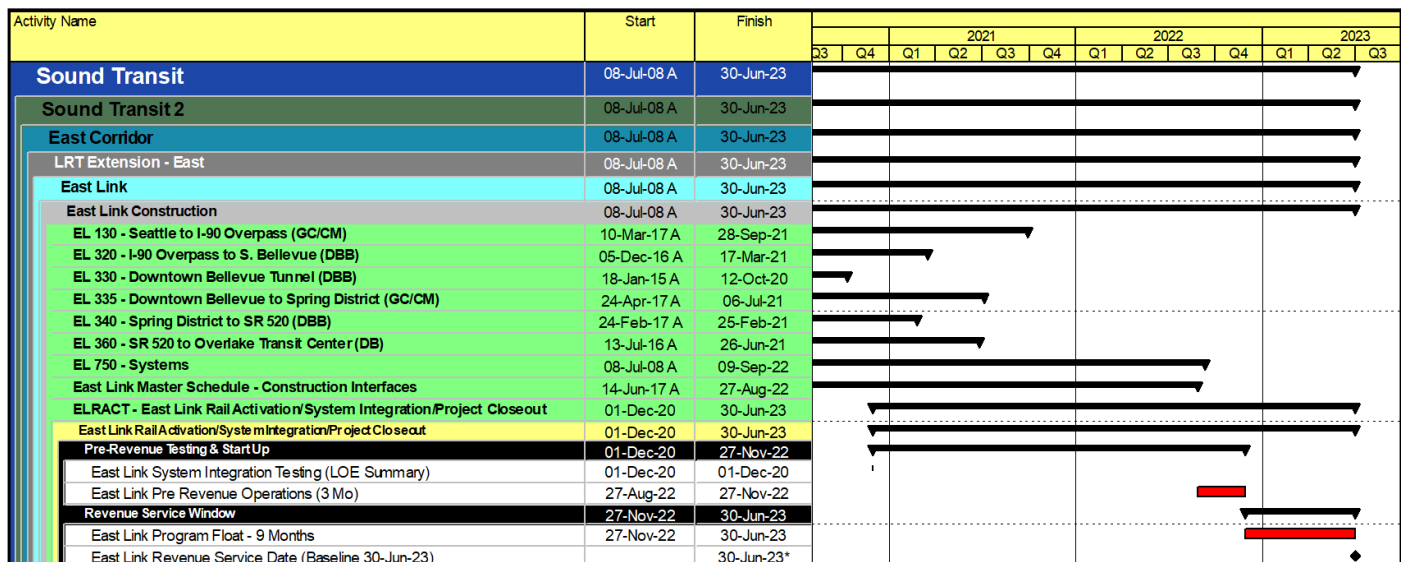 Activity Name Start Finish
2021 2022 2023
Q3 Q4 Q1 Q2 Q3 Q4 Q1 Q2 Q3 Q4 Q1 Q2 Q3
Sound Transit 08-Jul-08 A 30-Jun-23
Sound Transit 2 08-Jul-08 A 30-Jun-23
East Corridor 08-Jul-08 A 30-Jun-23
LRT Extension - East 08-Jul-08 A 30-Jun-23
East Link 08-Jul-08 A 30-Jun-23
East Link Construction 08-Jul-08 A 30-Jun-23
EL 130 - Seattle to I-90 Overpass (GC/CM) 10-Mar-17 A 28-Sep-21
EL 320 - I-90 Overpass to S. Bellevue (DBB) 05-Dec-16 A 17-Mar-21
EL 330 - Downtown Bellevue Tunnel (DBB) 18-Jan-15 A 12-Oct-20
EL 335 - Downtown Bellevue to Spring District (GC/CM) 24-Apr-17 A 06-Jul-21
EL 340 - Spring District to SR 520 (DBB) 24-Feb-17 A 25-Feb-21
EL 360 - SR 520 to Overlake Transit Center (DB) 13-Jul-16 A 26-Jun-21
EL 750 - Systems 08-Jul-08 A 09-Sep-22
East Link Master Schedule - Construction Interfaces 14-Jun-17 A 27-Aug-22
ELRACT - East Link Rail Activation/System Integration/Project Closeout 01-Dec-20 30-Jun-23
East Link Rail Activation/System Integration/Project Closeout 01-Dec-20 30-Jun-23
Pre-Revenue Testing & Start Up 01-Dec-20 27-Nov-22
East Link System Integration Testing (LOE Summary) 01-Dec-20 01-Dec-20
East Link Pre Revenue Operations (3 Mo) 27-Aug-22 27-Nov-22
Revenue Service Window 27-Nov-22 30-Jun-23
East Link Program Float - 9 Months 27-Nov-22 30-Jun-23
East Link Revenue Service Date (Baseline 30-Jun-23) 30-Jun-23*